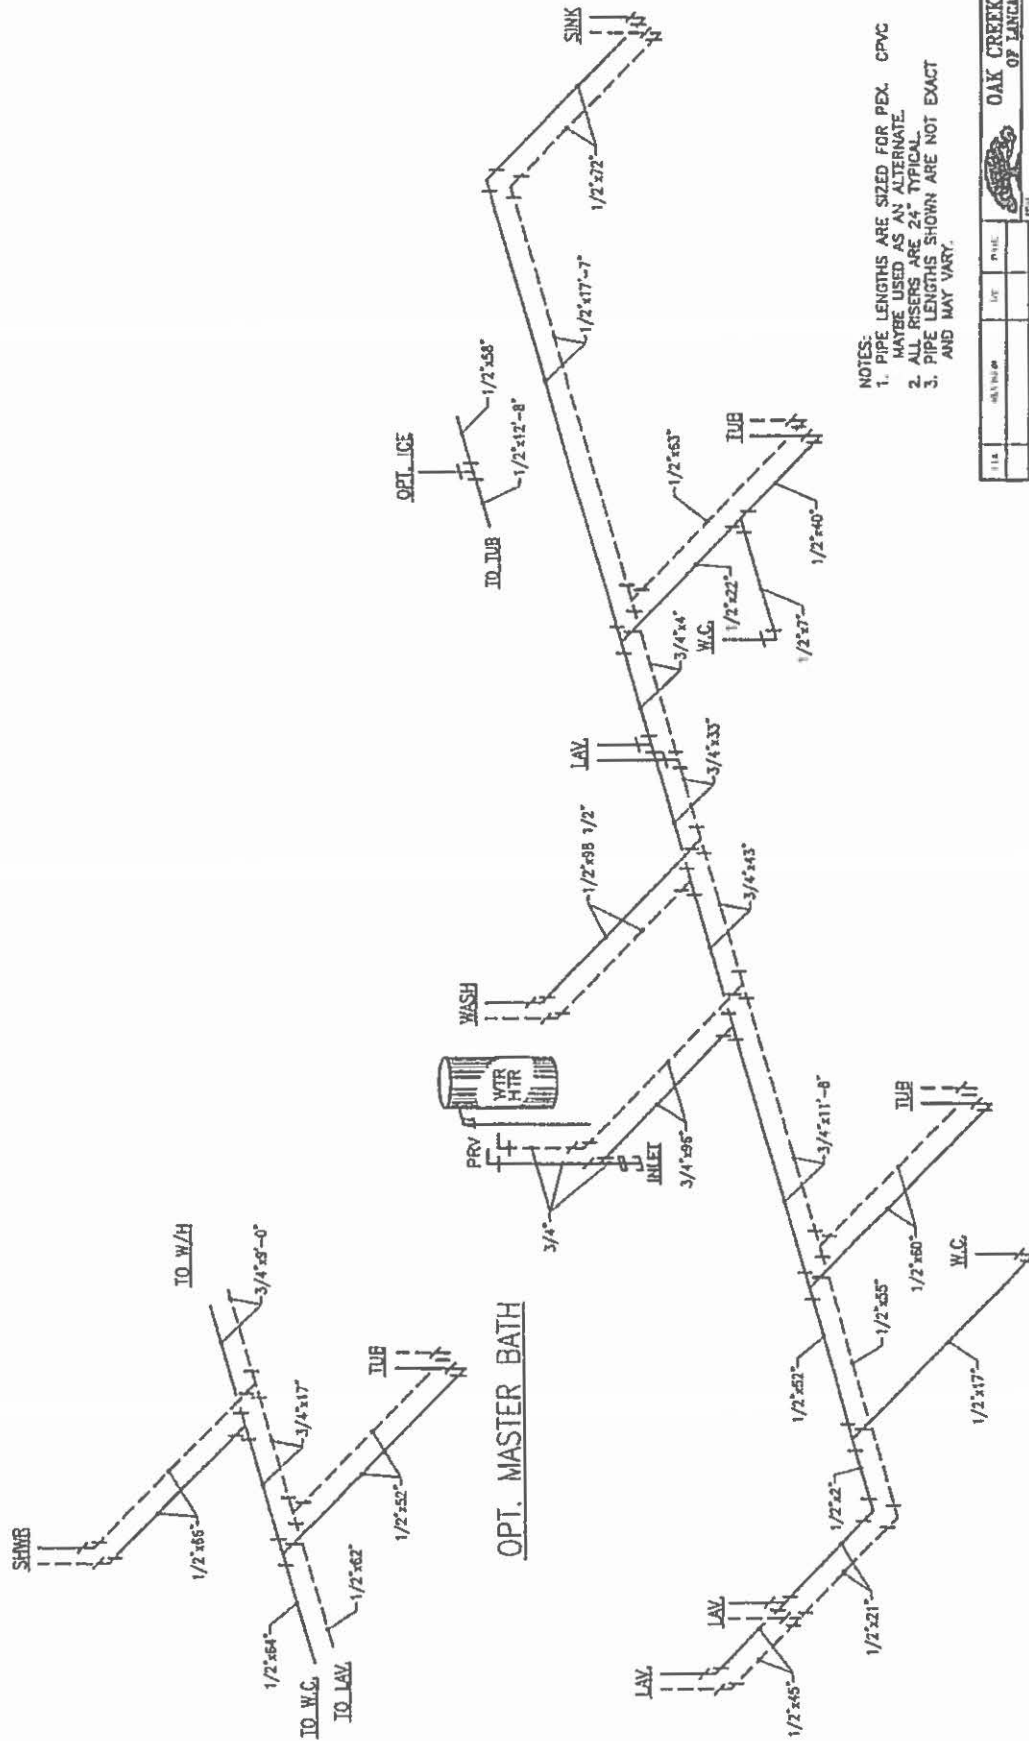 SINK
1/2"x72"
1/2"x17'-7"
OPT. ICE
1/2"x58"
1/2"x12'-8"
TO TUB
TUB
1/2"x63"
1/2"x40"
1/2"x22"
1/2"x7"
W.C.
3/4"x4"
LAV.
3/4"x33"
1/2"x98 1/2"
WASH
3/4"x43"
WTR
HTR
PRV
INLET
3/4"
3/4"x96"
3/4"x11'-8"
TUB
1/2"x60"
W.C.
1/2"x55"
1/2"x52"
1/2"x17"
1/2"x2"
1/2"x21"
LAV.
LAV.
1/2"x45"
TO W/H
3/4"x9'-0"
SHWR
3/4"x17"
1/2"x66"
TUB
1/2"x52"
1/2"x62"
1/2"x64"
TO W.C.
TO LAV.
OPT. MASTER BATH
NOTES:
1. PIPE LENGTHS ARE SIZED FOR PEX. CPVC
MAYBE USED AS AN ALTERNATE.
2. ALL RISERS ARE 24" TYPICAL.
3. PIPE LENGTHS SHOWN ARE NOT EXACT
AND MAY VARY.
OAK CREEK